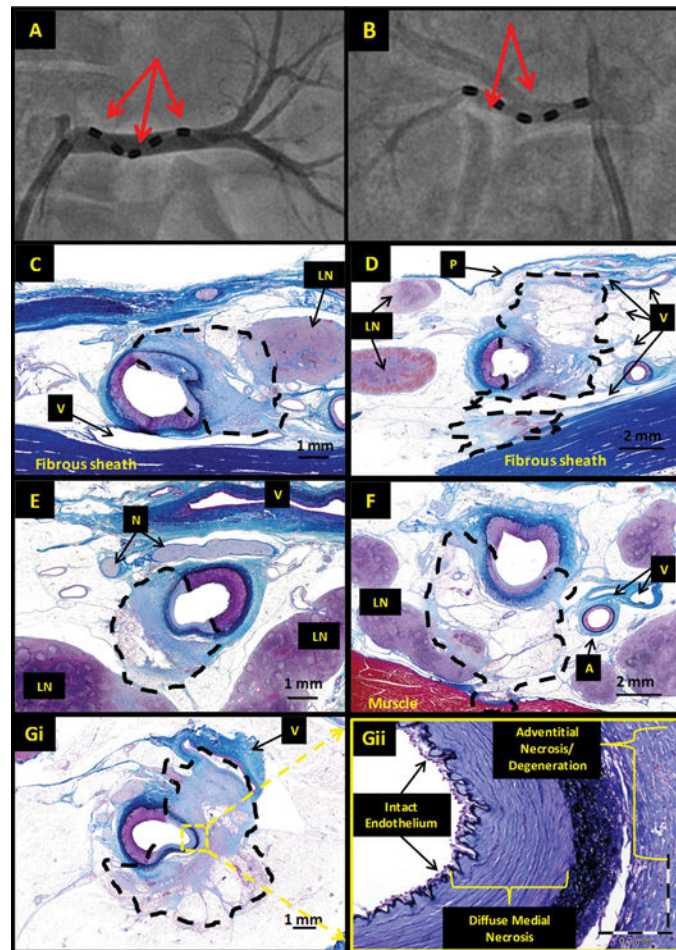 A
B
C
LN
V
Fibrous sheath
1 mm
D
P
LN
V
Fibrous sheath
2 mm
E
V
N
LN
LN
1 mm
F
LN
V
A
Muscle
2 mm
Gi
V
1 mm
Gii
Adventitial
Necrosis/
Degeneration
Intact
Endothelium
Diffuse Medial
Necrosis